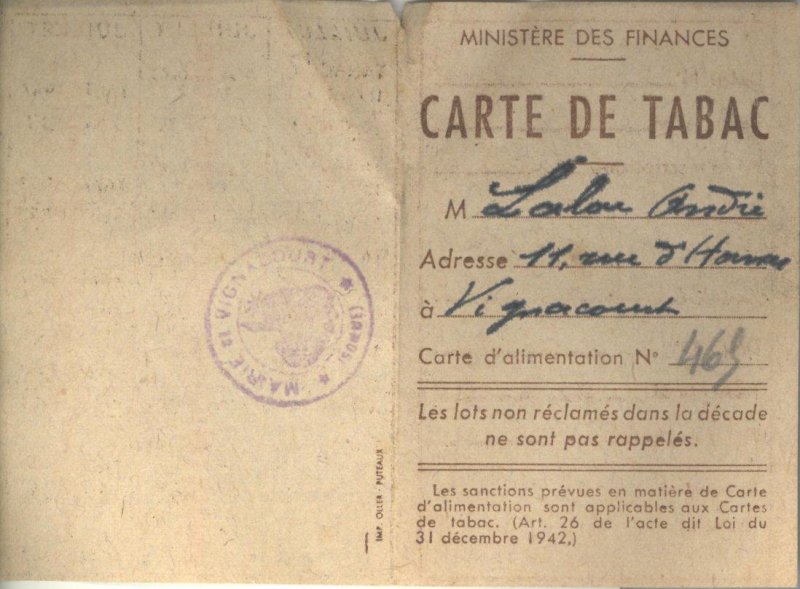 MAIRIE DE VIGNACOURT (SOMME)
IMP. OLLER - PUTEAUX
MINISTÈRE DES FINANCES
CARTE DE TABAC
M Lalou André
Adresse 11, rue d'
à Vignacourt
Carte d'alimentation N° 465
Les lots non réclamés dans la décade
ne sont pas rappelés.
Les sanctions prévues en matière de Carte
d'alimentation sont applicables aux Cartes
de tabac. (Art. 26 de l'acte dit Loi du
31 décembre 1942,)